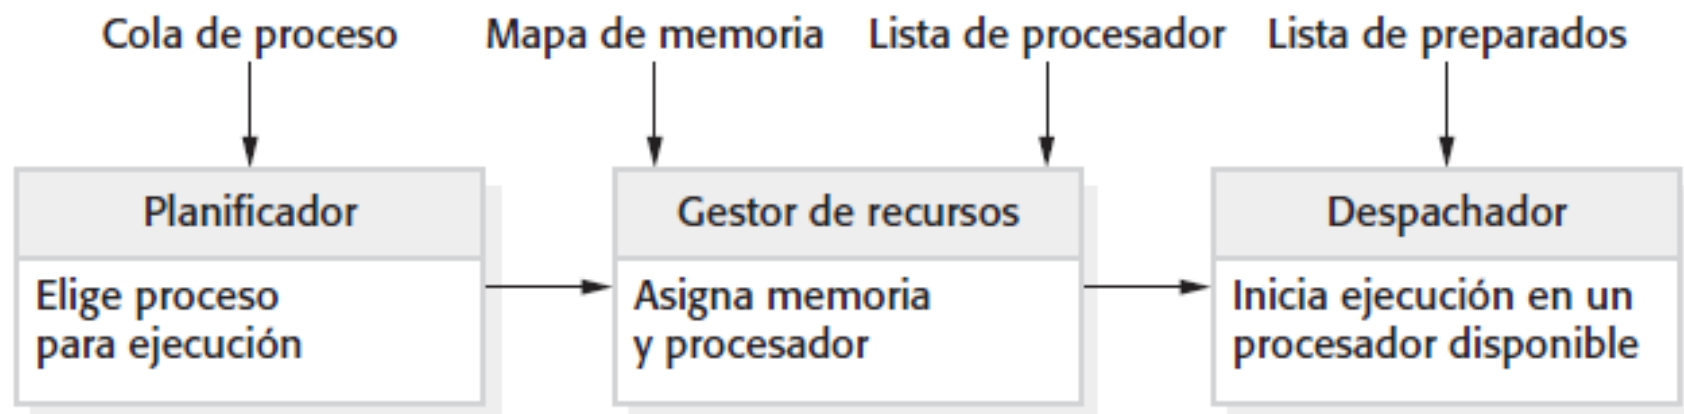 Cola de proceso
Mapa de memoria
Lista de procesador
Lista de preparados
Planificador
Elige proceso
para ejecución
Gestor de recursos
Asigna memoria
y procesador
Despachador
Inicia ejecución en un
procesador disponible